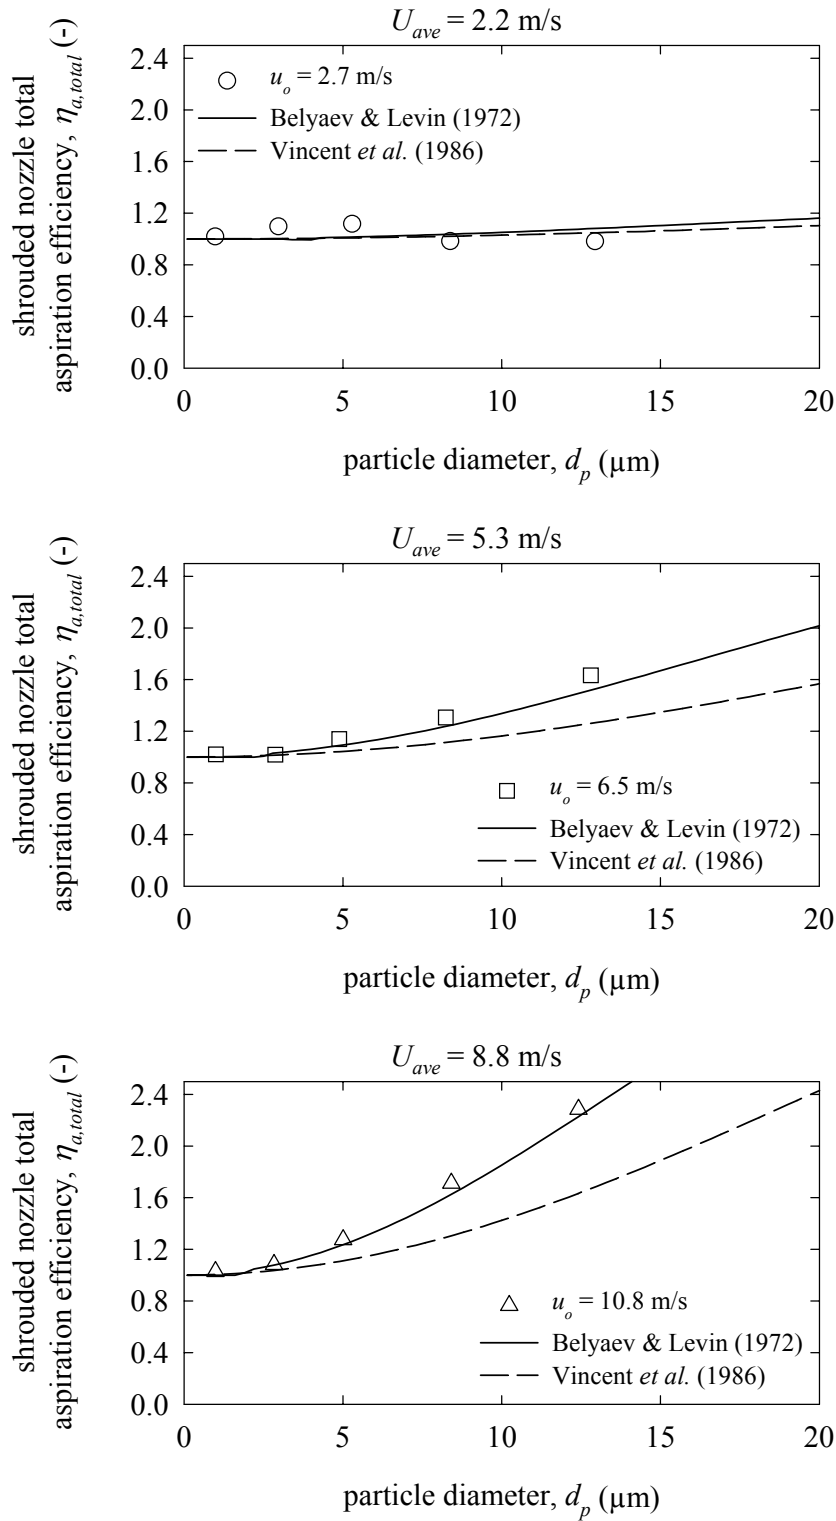 U_ave = 2.2 m/s
shrouded nozzle total
aspiration efficiency, η_a,total (-)
2.4
2.0
1.6
1.2
0.8
0.4
0.0
u_o = 2.7 m/s
Belyaev & Levin (1972)
Vincent et al. (1986)
0 5 10 15 20
particle diameter, d_p (µm)
U_ave = 5.3 m/s
shrouded nozzle total
aspiration efficiency, η_a,total (-)
2.4
2.0
1.6
1.2
0.8
0.4
0.0
u_o = 6.5 m/s
Belyaev & Levin (1972)
Vincent et al. (1986)
0 5 10 15 20
particle diameter, d_p (µm)
U_ave = 8.8 m/s
shrouded nozzle total
aspiration efficiency, η_a,total (-)
2.4
2.0
1.6
1.2
0.8
0.4
0.0
u_o = 10.8 m/s
Belyaev & Levin (1972)
Vincent et al. (1986)
0 5 10 15 20
particle diameter, d_p (µm)